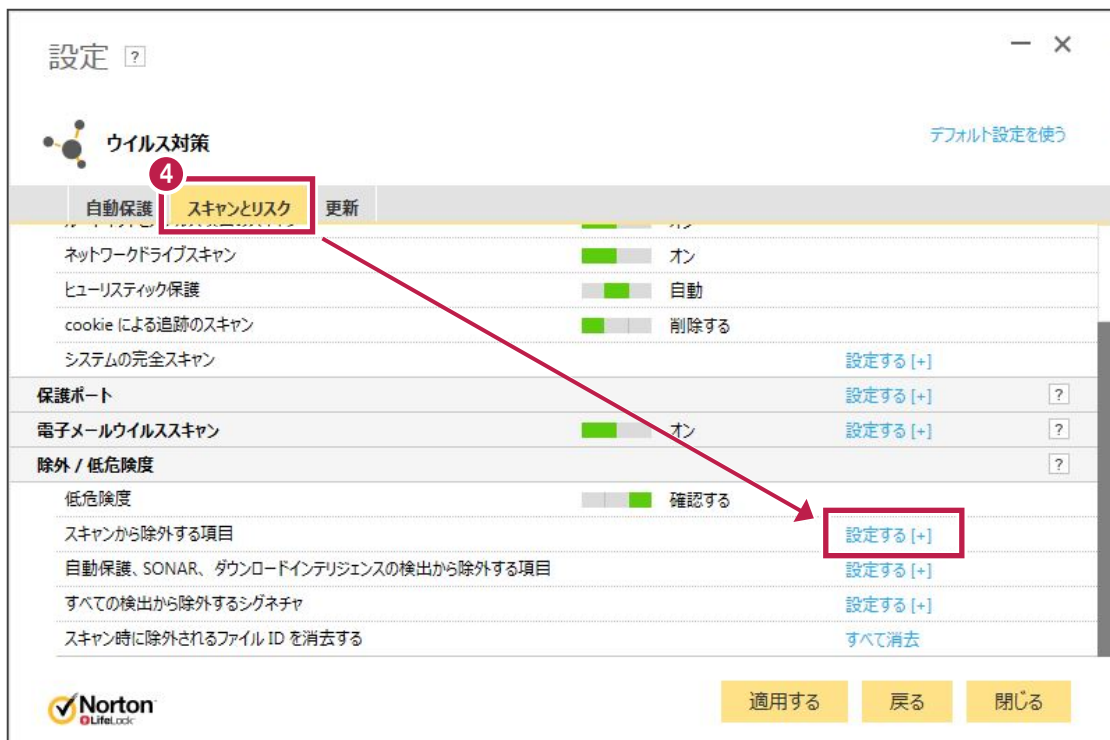 設定 ?
ウイルス対策
デフォルト設定を使う
4
自動保護 スキャンとリスク 更新
ネットワークドライブスキャン オン
ヒューリスティック保護 自動
cookie による追跡のスキャン 削除する
システムの完全スキャン 設定する [+]
保護ポート 設定する [+] ?
電子メールウイルススキャン オン 設定する [+] ?
除外 / 低危険度 ?
低危険度 確認する
スキャンから除外する項目 設定する [+]
自動保護、SONAR、ダウンロードインテリジェンスの検出から除外する項目 設定する [+]
すべての検出から除外するシグネチャ 設定する [+]
スキャン時に除外されるファイル ID を消去する すべて消去
Norton
LifeLock
適用する 戻る 閉じる